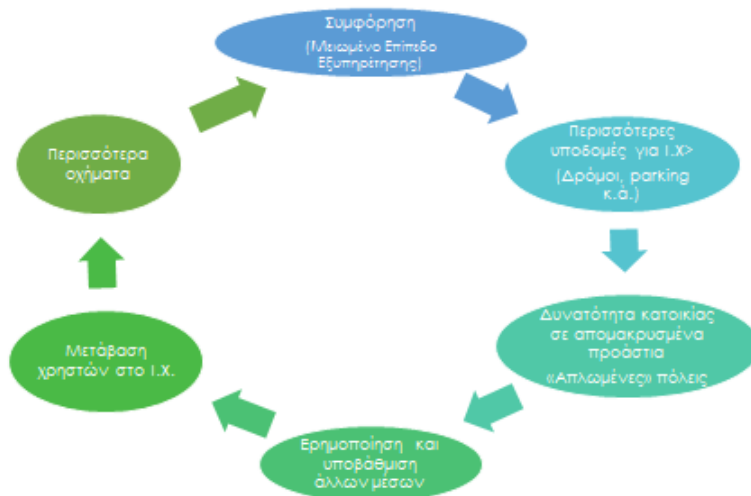 Συμφόρηση
(Μειωμένο Επίπεδο
Εξυπηρέτησης)
Περισσότερες
υποδομές για Ι.Χ>
(Δρόμοι, parking
κ.ά.)
Δυνατότητα κατοικίας
σε απομακρυσμένα
προάστια
«Απλωμένες» πόλεις
Ερημοποίηση και
υποβάθμιση
άλλων μέσων
Μετάβαση
χρηστών στο Ι.Χ.
Περισσότερα
οχήματα